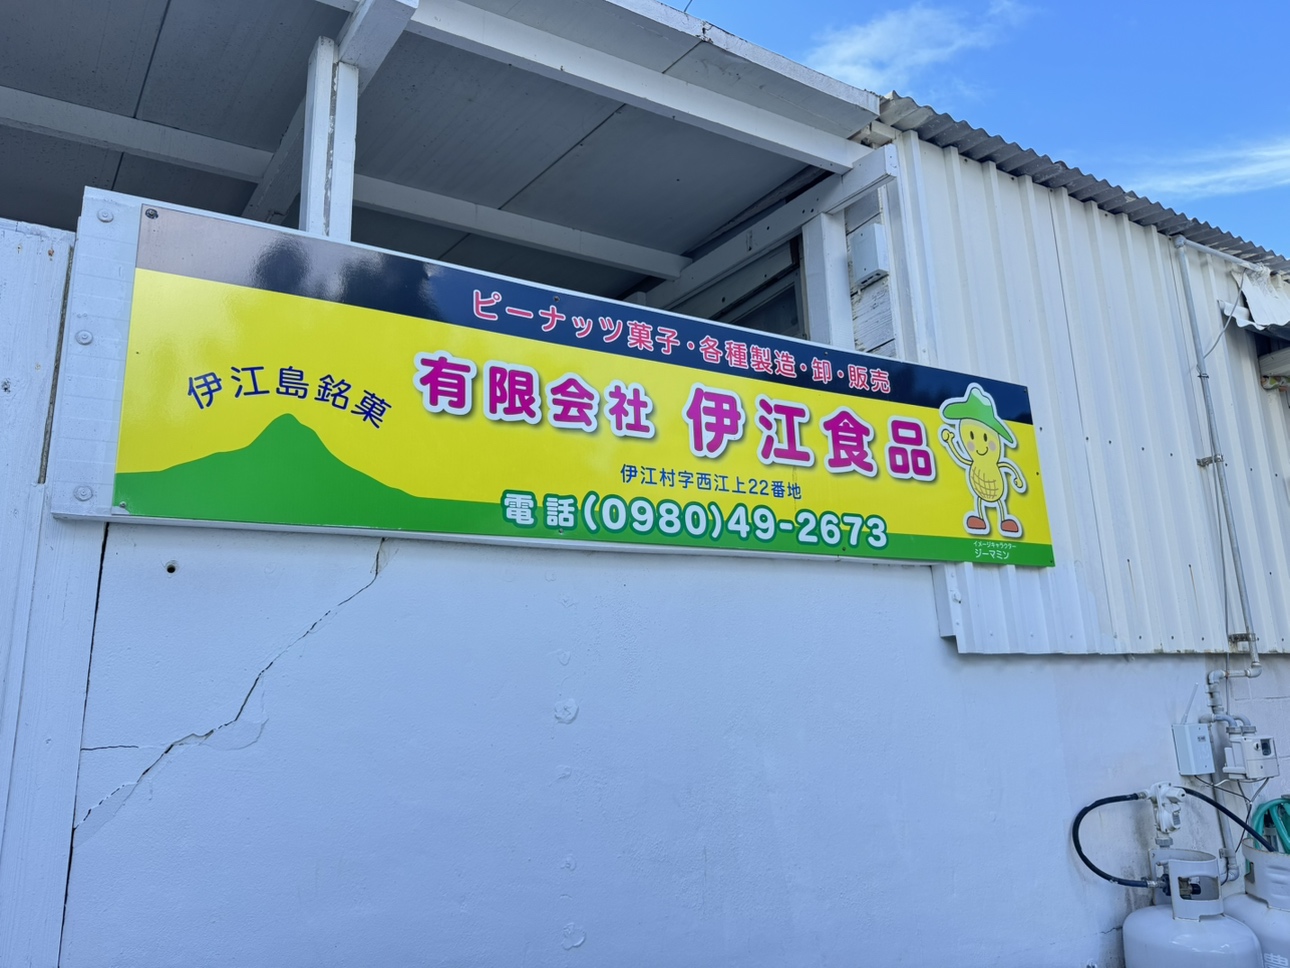 ピーナッツ菓子・各種製造・卸・販売
伊江島銘菓
有限会社 伊江食品
伊江村字西江上22番地
電話(0980)49-2673
イメージキャラクター
ジーマミン